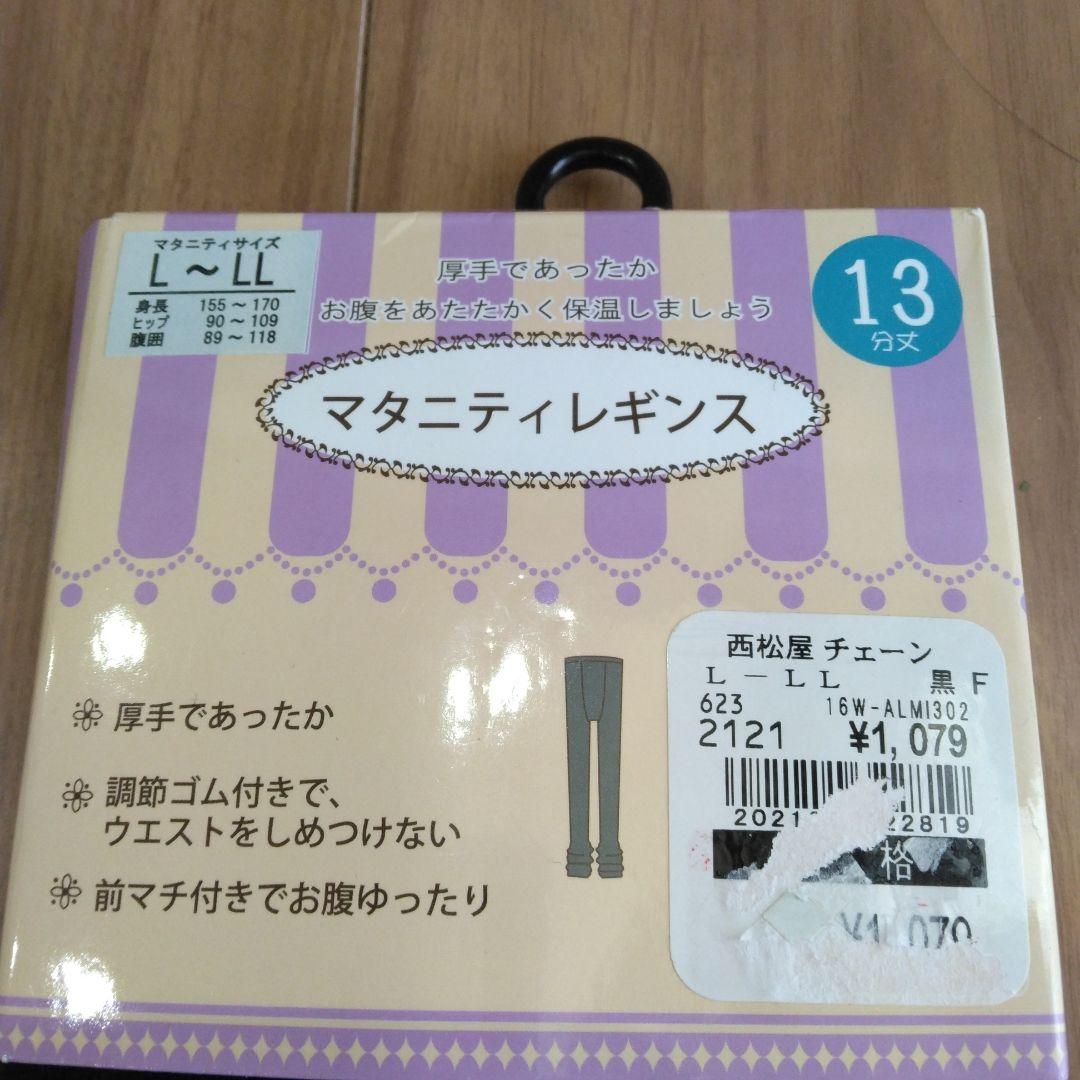 マタニティサイズ
L～LL
身長 155～170
ヒップ 90～109
腹囲 89～118
厚手であったか
お腹をあたたかく保温しましょう
13
分丈
マタニティレギンス
厚手であったか
調節ゴム付きで、
ウエストをしめつけない
前マチ付きでお腹ゆったり
西松屋 チェーン
L－LL 黒 F
623 16W-ALMI302
2121 ¥1,079
格